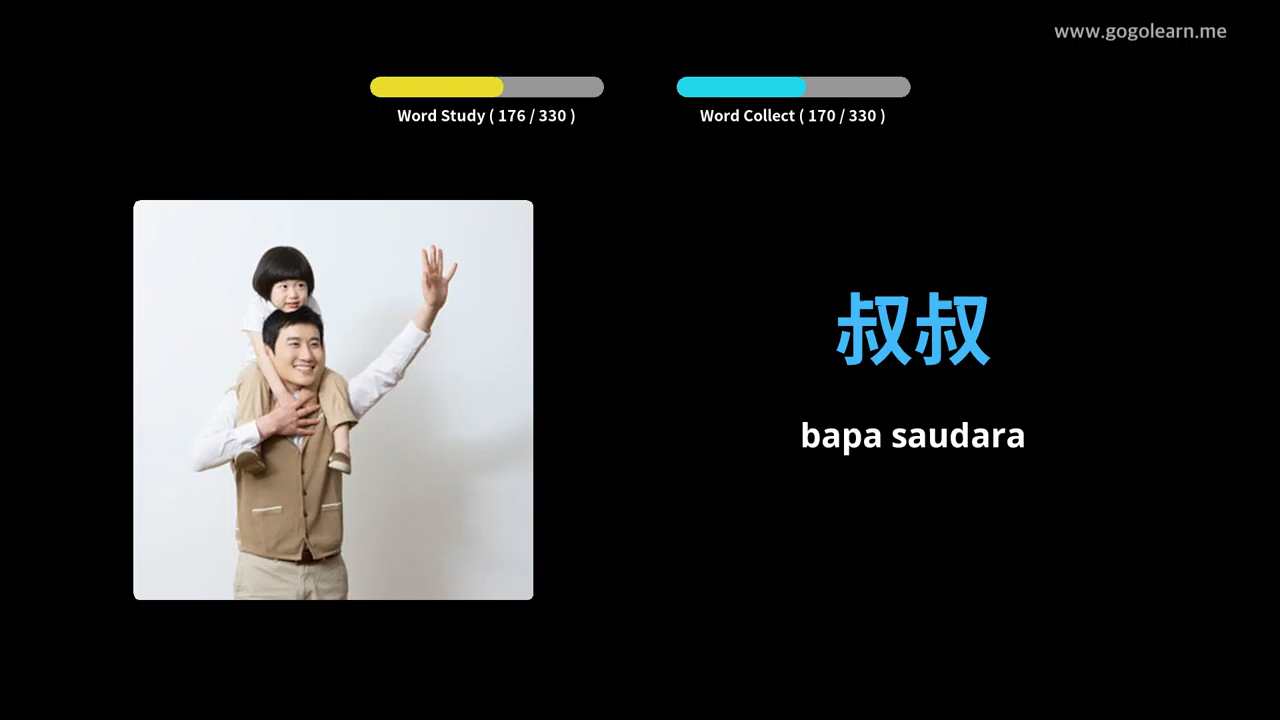 www.gogolearn.me
Word Study ( 176 / 330 )
Word Collect ( 170 / 330 )
叔叔
bapa saudara